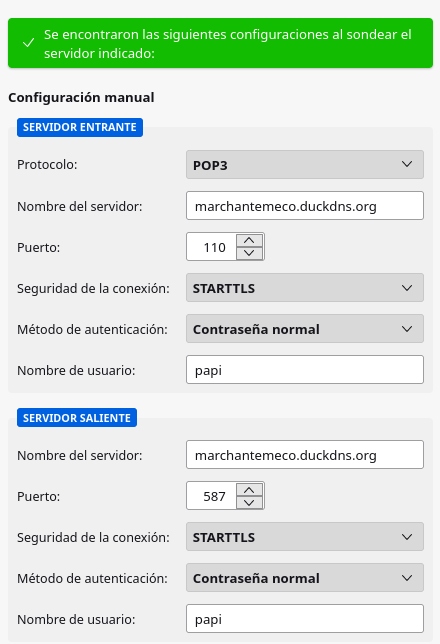 Se encontraron las siguientes configuraciones al sondear el
servidor indicado:
Configuración manual
SERVIDOR ENTRANTE
Protocolo: POP3
Nombre del servidor: marchantemeco.duckdns.org
Puerto: 110
Seguridad de la conexión: STARTTLS
Método de autenticación: Contraseña normal
Nombre de usuario: papi
SERVIDOR SALIENTE
Nombre del servidor: marchantemeco.duckdns.org
Puerto: 587
Seguridad de la conexión: STARTTLS
Método de autenticación: Contraseña normal
Nombre de usuario: papi